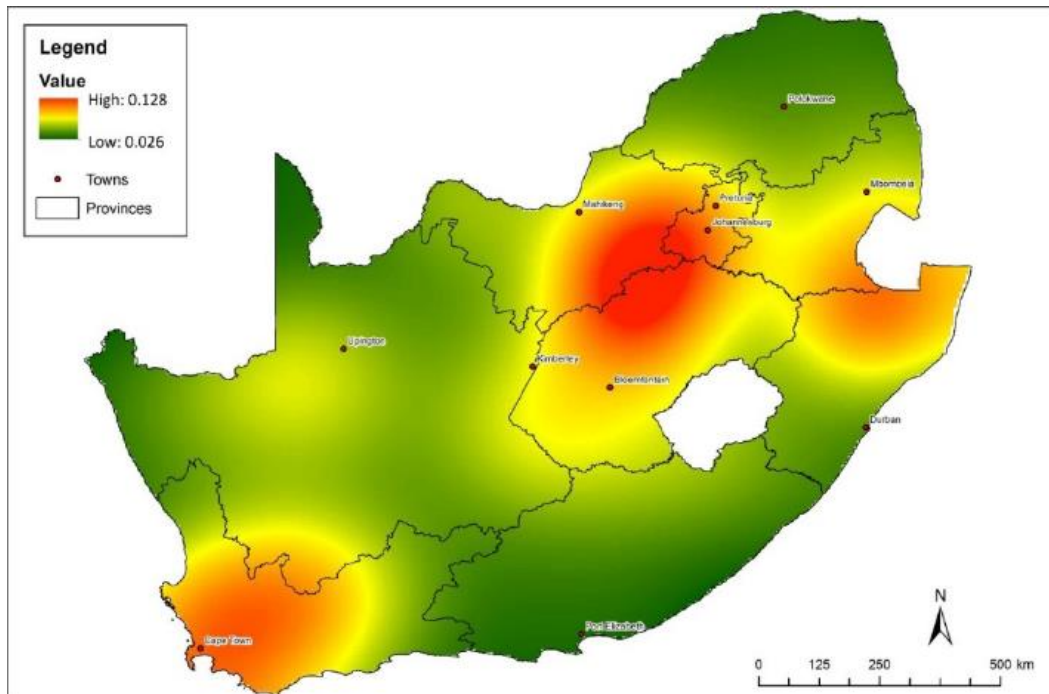 Legend
Value
High: 0.128
Low: 0.026
Towns
Provinces
Polokwane
Mbombela
Mahikeng
Pretoria
Johannesburg
Upington
Kimberley
Bloemfontein
Durban
Port Elizabeth
Cape Town
N
0 125 250 500 km